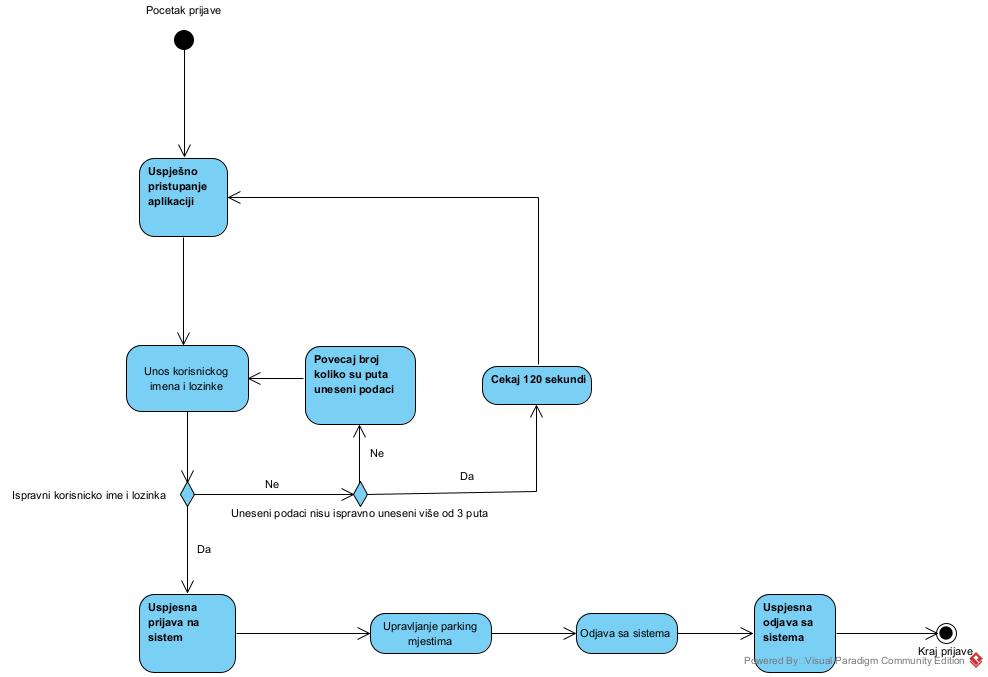 Pocetak prijave
Uspješno
pristupanje
aplikaciji
Unos korisnickog
imena i lozinke
Povecaj broj
koliko su puta
uneseni podaci
Cekaj 120 sekundi
Ne
Da
Ispravni korisnicko ime i lozinka
Ne
Uneseni podaci nisu ispravno uneseni više od 3 puta
Da
Uspjesna
prijava na
sistem
Upravljanje parking
mjestima
Odjava sa sistema
Uspjesna
odjava sa
sistema
Kraj prijave
Powered By: Visual Paradigm Community Edition